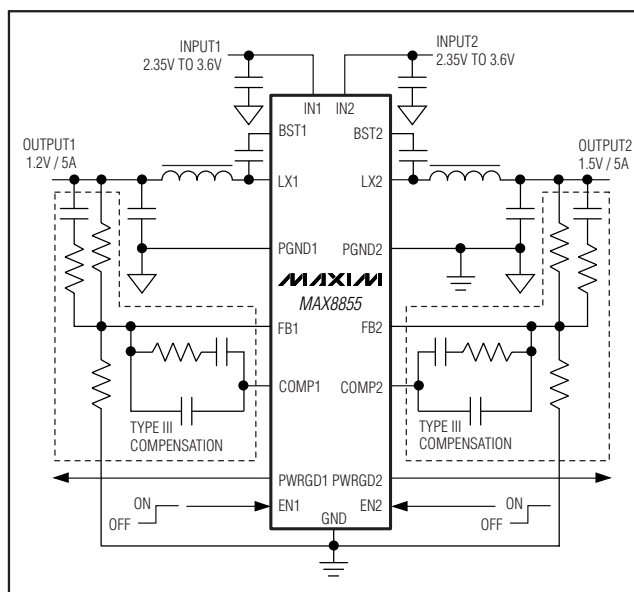 INPUT1
2.35V TO 3.6V
INPUT2
2.35V TO 3.6V
IN1
IN2
BST1
BST2
OUTPUT1
1.2V / 5A
OUTPUT2
1.5V / 5A
LX1
LX2
PGND1
PGND2
MAXIM
MAX8855
FB1
FB2
COMP1
COMP2
TYPE III
COMPENSATION
TYPE III
COMPENSATION
PWRGD1
PWRGD2
ON
OFF
EN1
EN2
ON
OFF
GND